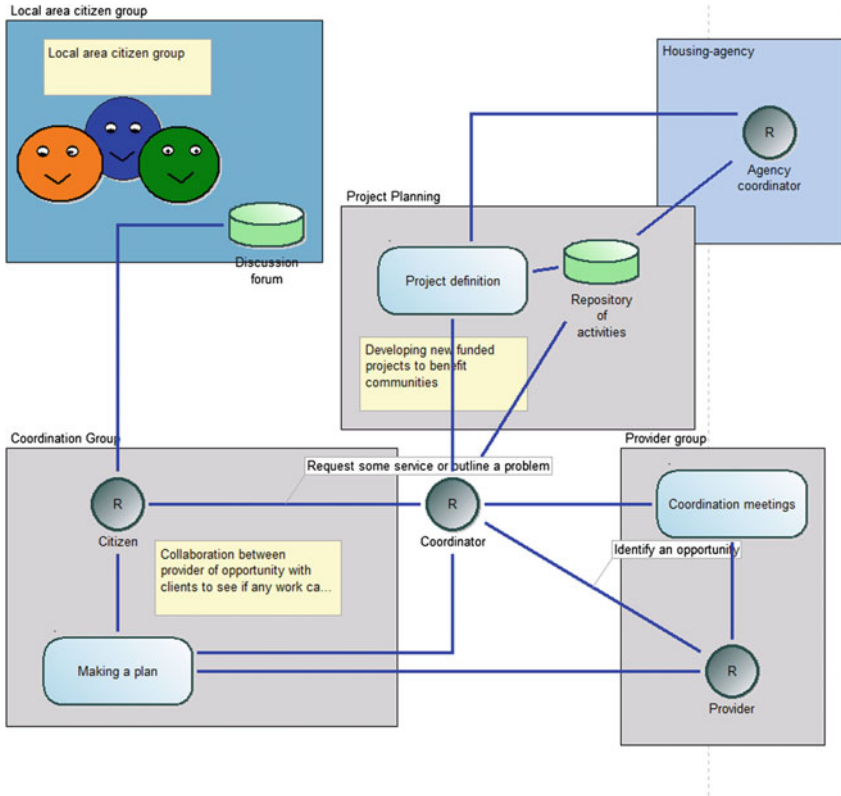 Local area citizen group
Local area citizen group
Housing-agency
R
Agency
coordinator
Project Planning
Discussion
forum
Project definition
Repository
of
activities
Developing new funded
projects to benefit
communities
Coordination Group
Provider group
Request some service or outline a problem
R
Citizen
R
Coordinator
Coordination meetings
Identify an opportunity
Collaboration between
provider of opportunity with
clients to see if any work ca...
Making a plan
R
Provider